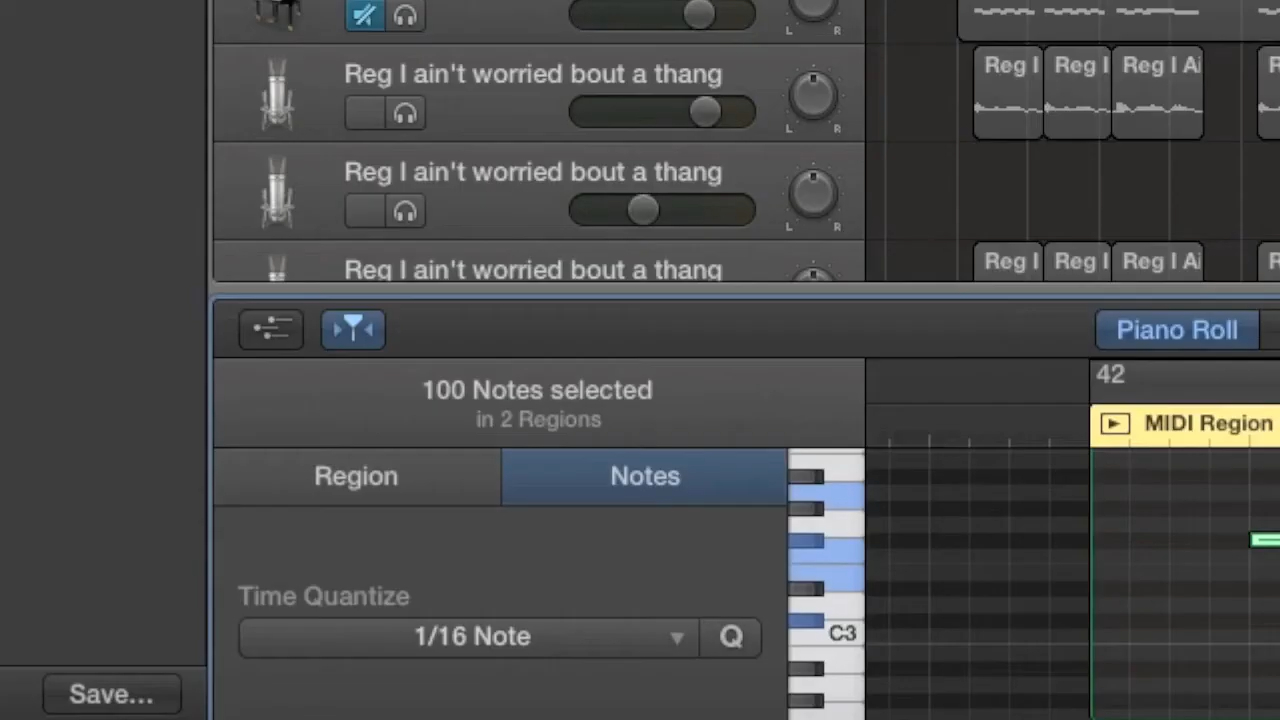 L R
Reg I ain't worried bout a thang
L R
Reg I Reg I Reg I Ai
Reg I ain't worried bout a thang
L R
Reg I ain't worried bout a thang
Reg I Reg I Reg I Ai
Piano Roll
100 Notes selected
in 2 Regions
42
MIDI Region
Region Notes
Time Quantize
1/16 Note Q
C3
Save...